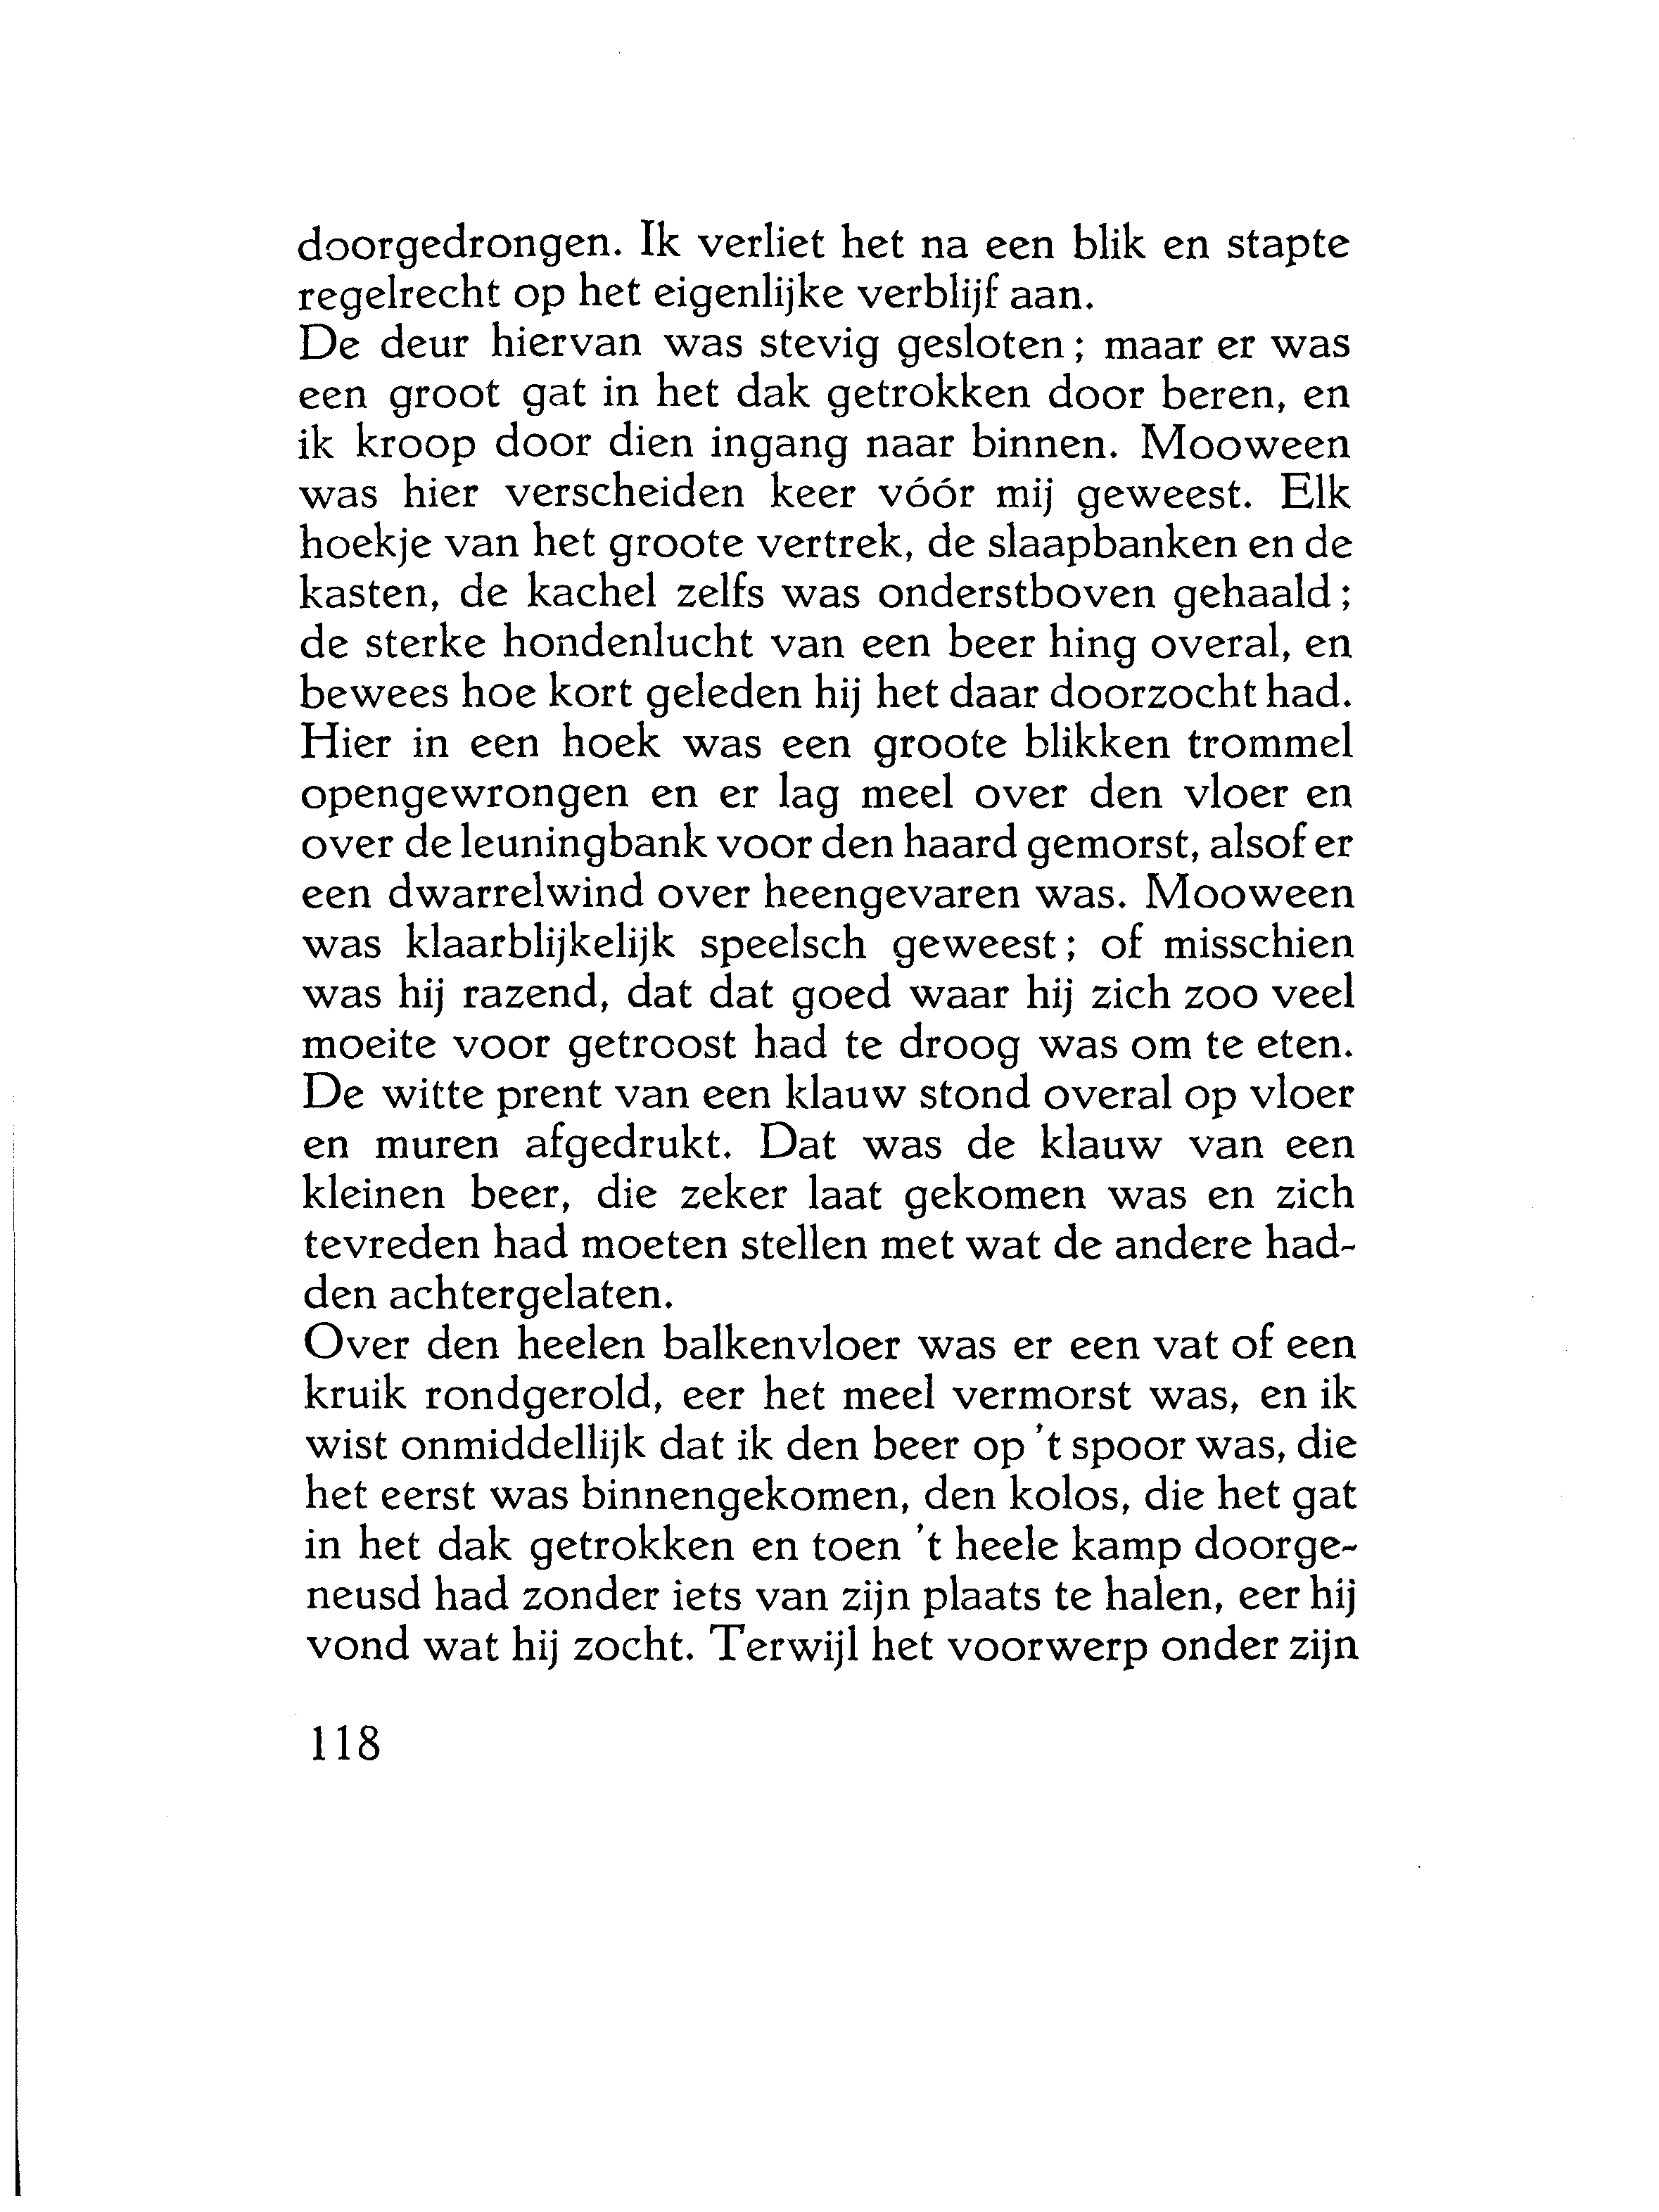 doorgedrongen. Ik verliet het na een blik en stapte
regelrecht op het eigenlijke verblijf aan.
De deur hiervan was stevig gesloten; maar er was
een groot gat in het dak getrokken door beren, en
ik kroop door dien ingang naar binnen. Mooween
was hier verscheiden keer vóór mij geweest. Elk
hoekje van het groote vertrek, de slaapbanken en de
kasten, de kachel zelfs was onderstboven gehaald;
de sterke hondenlucht van een beer hing overal, en
bewees hoe kort geleden hij het daar doorzocht had.
Hier in een hoek was een groote blikken trommel
opengewrongen en er lag meel over den vloer en
over de leuningbank voor den haard gemorst, alsof er
een dwarrelwind over heengevaren was. Mooween
was klaarblijkelijk speelsch geweest; of misschien
was hij razend, dat dat goed waar hij zich zoo veel
moeite voor getroost had te droog was om te eten.
De witte prent van een klauw stond overal op vloer
en muren afgedrukt. Dat was de klauw van een
kleinen beer, die zeker laat gekomen was en zich
tevreden had moeten stellen met wat de andere had-
den achtergelaten.
Over den heelen balkenvloer was er een vat of een
kruik rondgerold, eer het meel vermorst was, en ik
wist onmiddellijk dat ik den beer op 't spoor was, die
het eerst was binnengekomen, den kolos, die het gat
in het dak getrokken en toen 't heele kamp doorge-
neusd had zonder iets van zijn plaats te halen, eer hij
vond wat hij zocht. Terwijl het voorwerp onder zijn
118